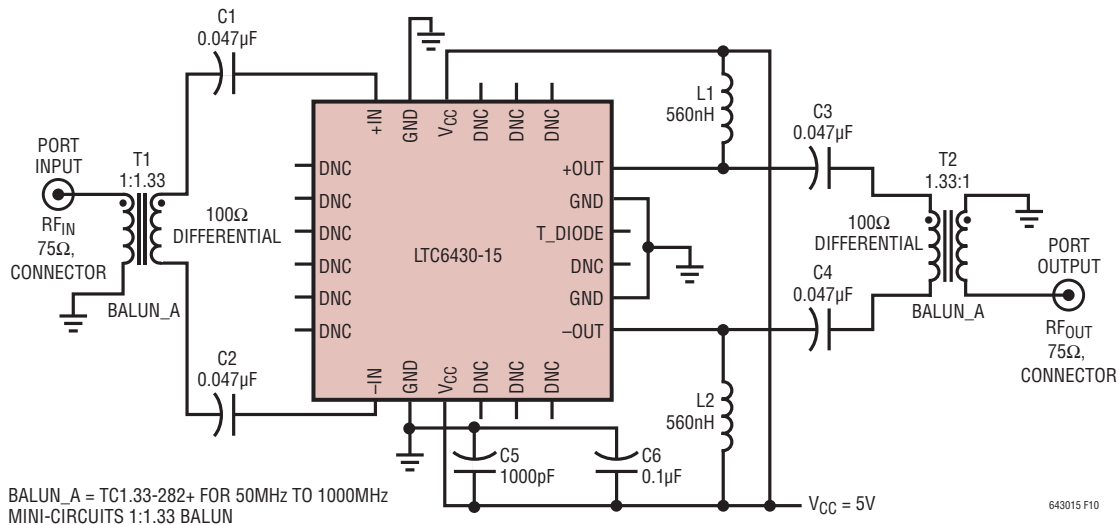 C1
0.047µF
PORT
INPUT
T1
1:1.33
RFIN
75Ω,
CONNECTOR
100Ω
DIFFERENTIAL
BALUN_A
C2
0.047µF
+IN
GND
VCC
DNC
DNC
DNC
DNC
DNC
DNC
DNC
DNC
DNC
LTC6430-15
+OUT
GND
T_DIODE
DNC
GND
–OUT
–IN
GND
VCC
DNC
DNC
DNC
L1
560nH
C3
0.047µF
T2
1.33:1
100Ω
DIFFERENTIAL
C4
0.047µF
BALUN_A
PORT
OUTPUT
RFOUT
75Ω,
CONNECTOR
L2
560nH
C5
1000pF
C6
0.1µF
VCC = 5V
BALUN_A = TC1.33-282+ FOR 50MHz TO 1000MHz
MINI-CIRCUITS 1:1.33 BALUN
643015 F10